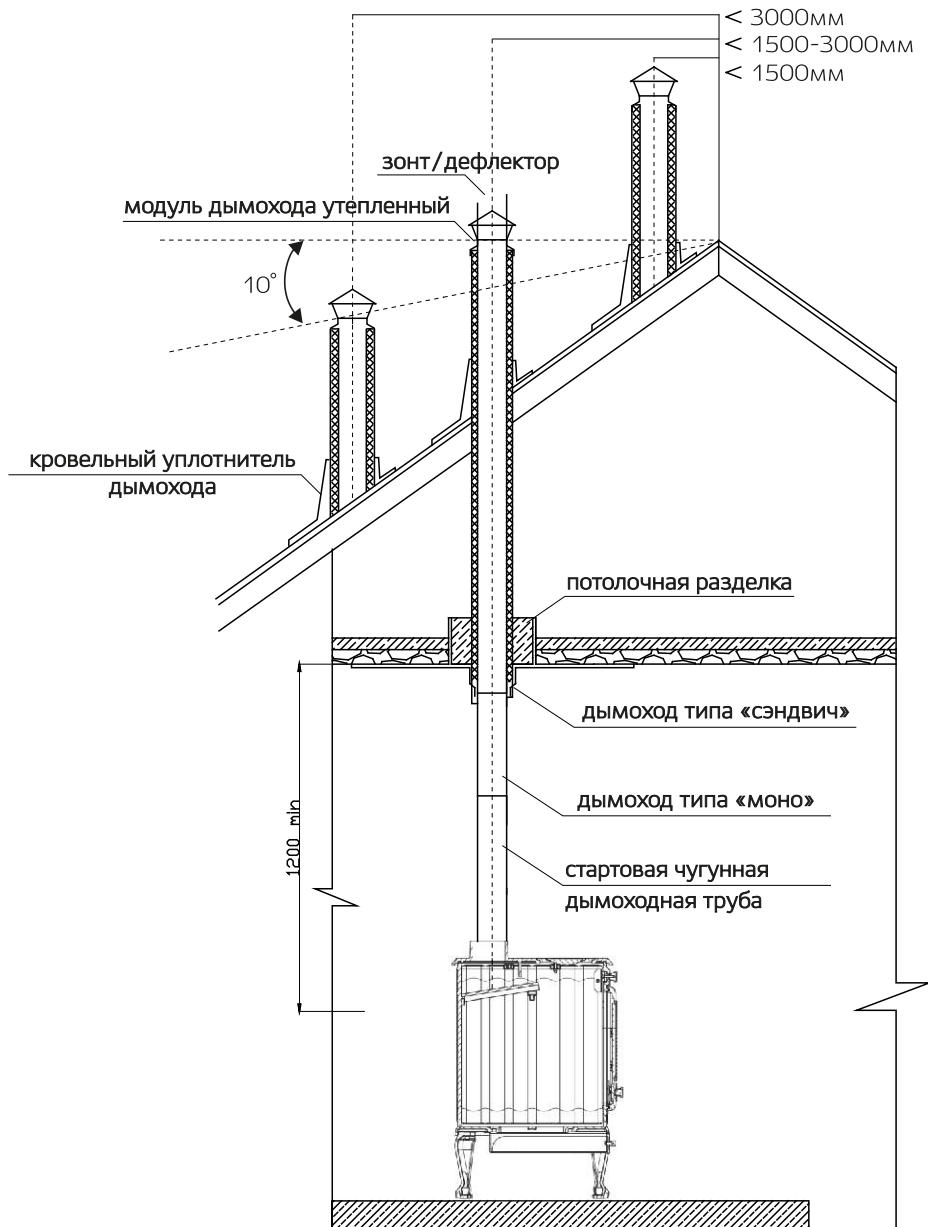 < 3000мм
< 1500-3000мм
< 1500мм
зонт/дефлектор
модуль дымохода утепленный
10°
кровельный уплотнитель
дымохода
потолочная разделка
дымоход типа «сэндвич»
дымоход типа «моно»
1200 min
стартовая чугунная
дымоходная труба